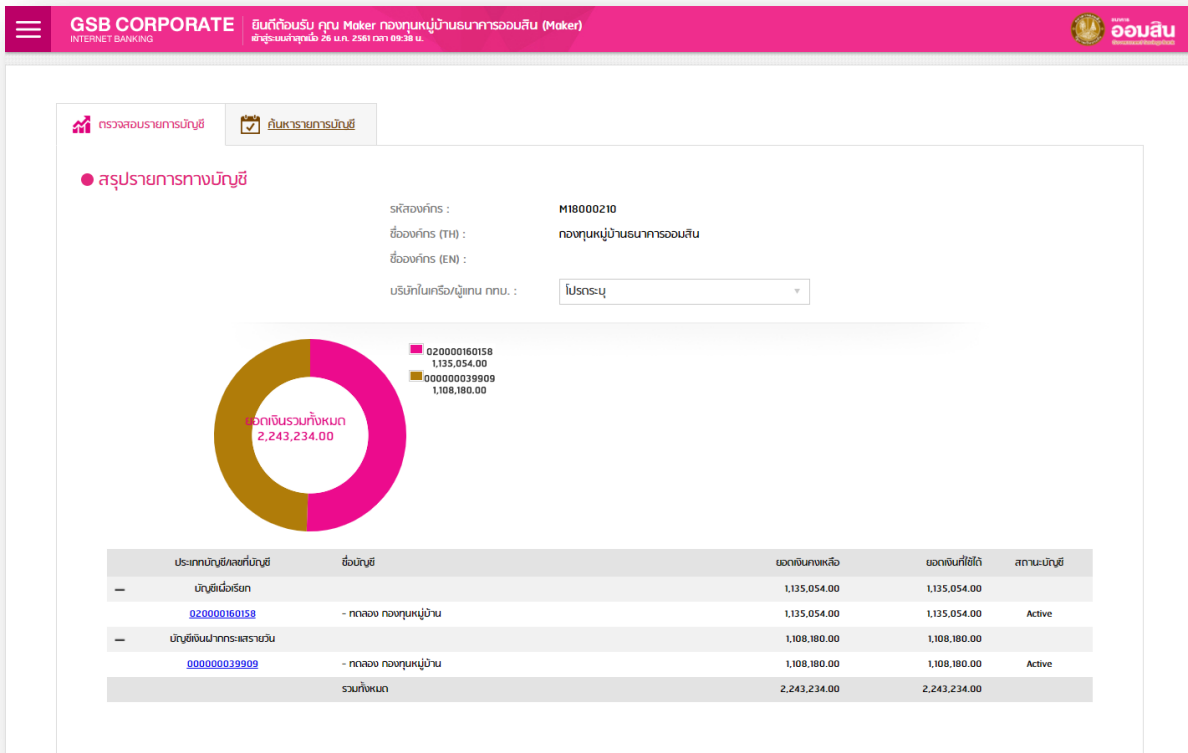 GSB CORPORATE
INTERNET BANKING
ยินดีต้อนรับ คุณ Maker กองทุนหมู่บ้านธนาคารออมสิน (Maker)
เข้าสู่ระบบล่าสุดเมื่อ 26 ม.ค. 2561 เวลา 09:38 น.
ธนาคาร
ออมสิน
ตรวจสอบรายการบัญชี
ค้นหารายการบัญชี
สรุปรายการทางบัญชี
รหัสองค์กร : M18000210
ชื่อองค์กร (TH) : กองทุนหมู่บ้านธนาคารออมสิน
ชื่อองค์กร (EN) :
บริษัทในเครือ/ผู้แทน กทบ. : โปรดระบุ
020000160158
1,135,054.00
000000039909
1,108,180.00
ยอดเงินรวมทั้งหมด
2,243,234.00
ประเภทบัญชี/เลขที่บัญชี ชื่อบัญชี ยอดเงินคงเหลือ ยอดเงินที่ใช้ได้ สถานะบัญชี
บัญชีเผื่อเรียก 1,135,054.00 1,135,054.00
020000160158 - ทดลอง กองทุนหมู่บ้าน 1,135,054.00 1,135,054.00 Active
บัญชีเงินฝากกระแสรายวัน 1,108,180.00 1,108,180.00
000000039909 - ทดลอง กองทุนหมู่บ้าน 1,108,180.00 1,108,180.00 Active
รวมทั้งหมด 2,243,234.00 2,243,234.00